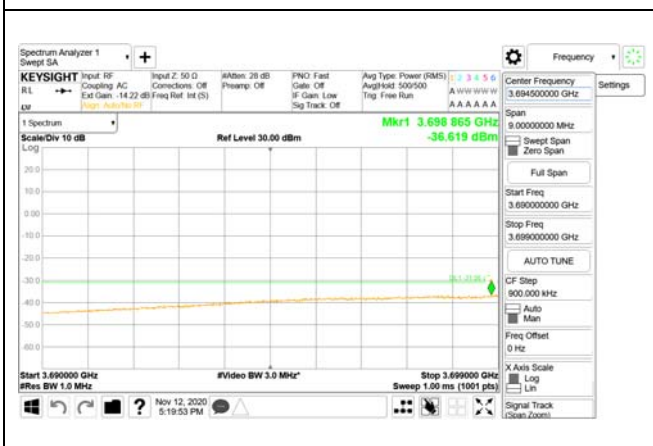 Spectrum Analyzer 1
Swept SA
+
Frequency
Settings
KEYSIGHT
RL
Input: RF
Coupling: AC
Ext Gain: -14.22 dB
Align: Auto/No RF
Input Z: 50 Ω
Corrections: Off
Freq Ref: Int (S)
#Atten: 28 dB
Preamp: Off
PNO: Fast
Gate: Off
IF Gain: Low
Sig Track: Off
Avg Type: Power (RMS)
Avg|Hold: 500/500
Trig: Free Run
1 2 3 4 5 6
A W W W W W
A A A A A A
1 Spectrum
Scale/Div 10 dB
Log
Ref Level 30.00 dBm
Mkr1 3.698 865 GHz
-36.619 dBm
20.0
10.0
0.00
-10.0
-20.0
-30.0
-40.0
-50.0
-60.0
Start 3.690000 GHz
#Res BW 1.0 MHz
#Video BW 3.0 MHz*
Stop 3.699000 GHz
Sweep 1.00 ms (1001 pts)
Center Frequency
3.694500000 GHz
Span
9.00000000 MHz
Swept Span
Zero Span
Full Span
Start Freq
3.690000000 GHz
Stop Freq
3.699000000 GHz
AUTO TUNE
CF Step
900.000 kHz
Auto
Man
Freq Offset
0 Hz
X Axis Scale
Log
Lin
Signal Track
(Span Zoom)
?
Nov 12, 2020
5:19:53 PM